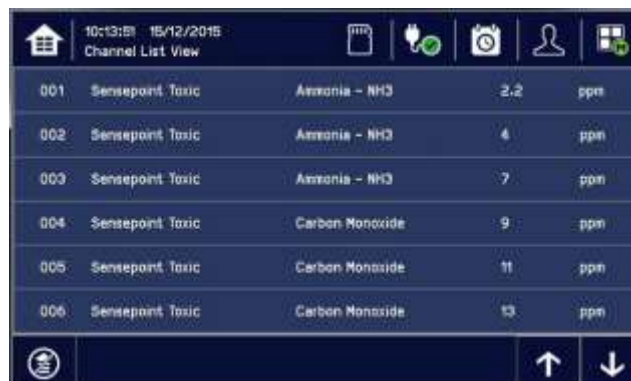 10:13:51 15/12/2015
Channel List View
001 Sensepoint Toxic Ammonia - NH3 2.2 ppm
002 Sensepoint Toxic Ammonia - NH3 4 ppm
003 Sensepoint Toxic Ammonia - NH3 7 ppm
004 Sensepoint Toxic Carbon Monoxide 9 ppm
005 Sensepoint Toxic Carbon Monoxide 11 ppm
006 Sensepoint Toxic Carbon Monoxide 13 ppm